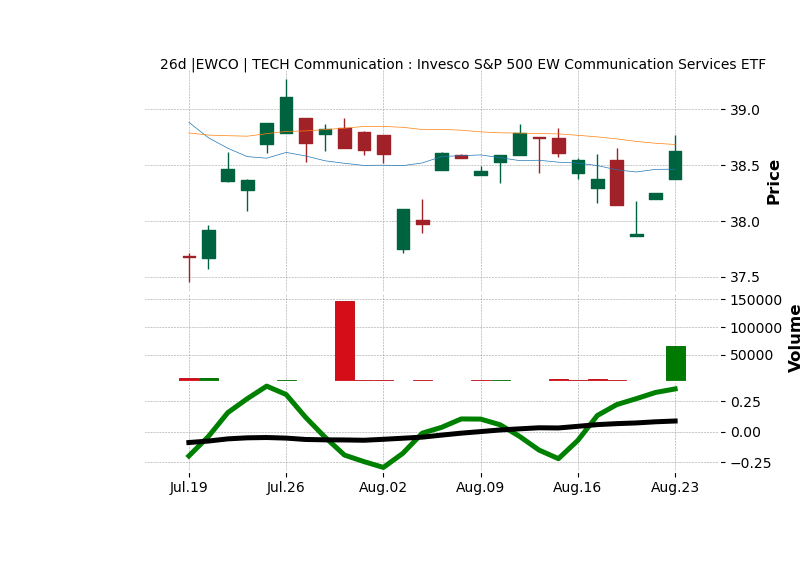 26d |EWCO | TECH Communication : Invesco S&P 500 EW Communication Services ETF
39.0
38.5
38.0
37.5
Price
150000
100000
50000
Volume
0.25
0.00
−0.25
Jul.19 Jul.26 Aug.02 Aug.09 Aug.16 Aug.23